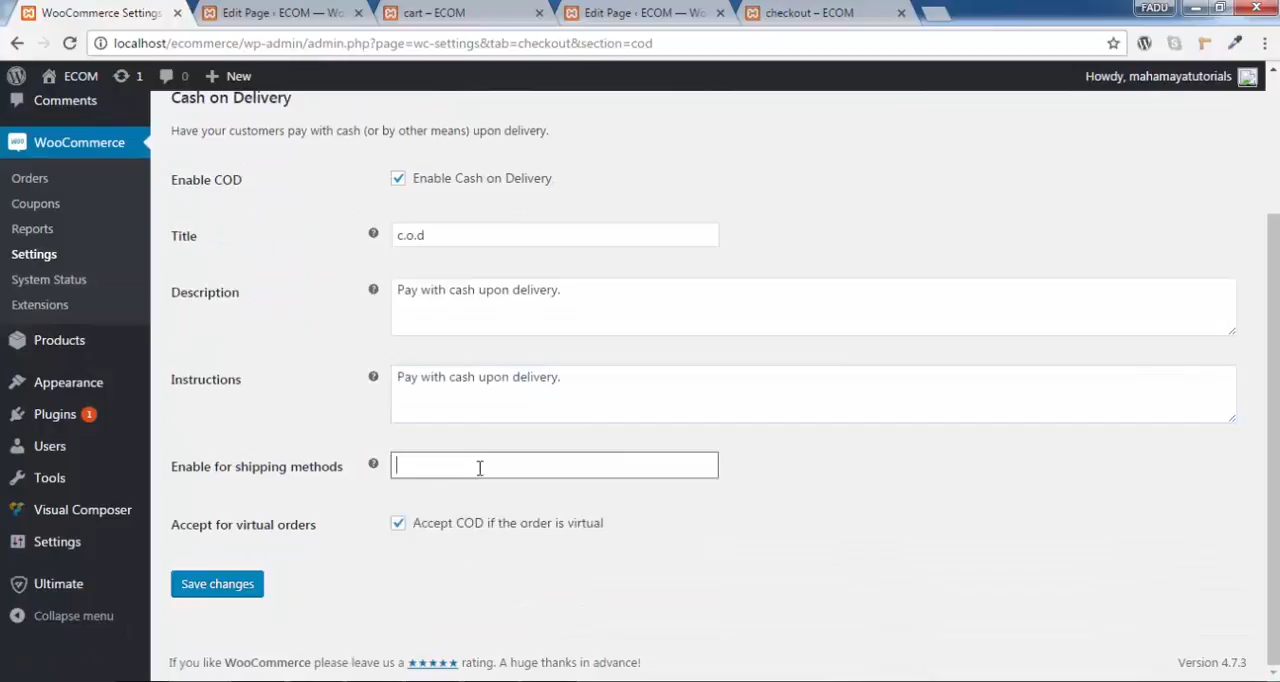 WooCommerce Settings
Edit Page ‹ ECOM — Wo
cart – ECOM
Edit Page ‹ ECOM — Wo
checkout – ECOM
FADU
localhost/ecommerce/wp-admin/admin.php?page=wc-settings&tab=checkout&section=cod
ECOM 1 0 New
Howdy, mahamayatutorials
Comments
WooCommerce
Orders
Coupons
Reports
Settings
System Status
Extensions
Products
Appearance
Plugins 1
Users
Tools
Visual Composer
Settings
Ultimate
Collapse menu
Cash on Delivery
Have your customers pay with cash (or by other means) upon delivery.
Enable COD
Enable Cash on Delivery
Title
c.o.d
Description
Pay with cash upon delivery.
Instructions
Pay with cash upon delivery.
Enable for shipping methods
Accept for virtual orders
Accept COD if the order is virtual
Save changes
If you like WooCommerce please leave us a ★★★★★ rating. A huge thanks in advance!
Version 4.7.3